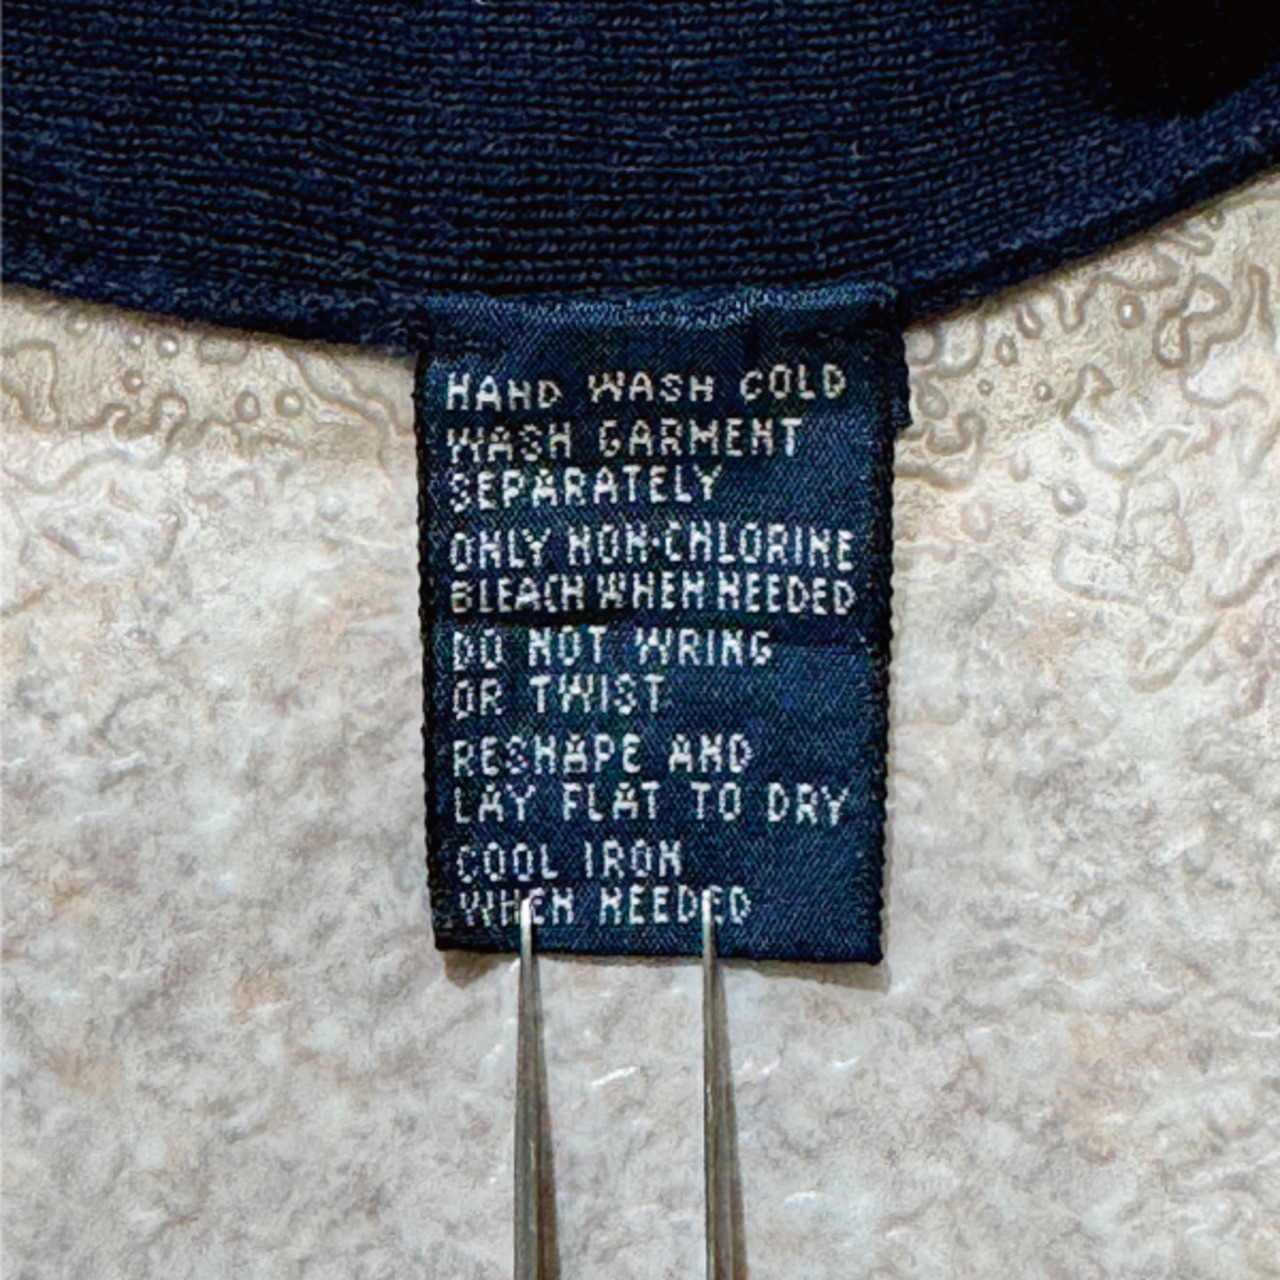 HAND WASH COLD
WASH GARMENT
SEPARATELY
ONLY NON-CHLORINE
BLEACH WHEN NEEDED
DO NOT WRING
OR TWIST
RESHAPE AND
LAY FLAT TO DRY
COOL IRON
WHEN NEEDED